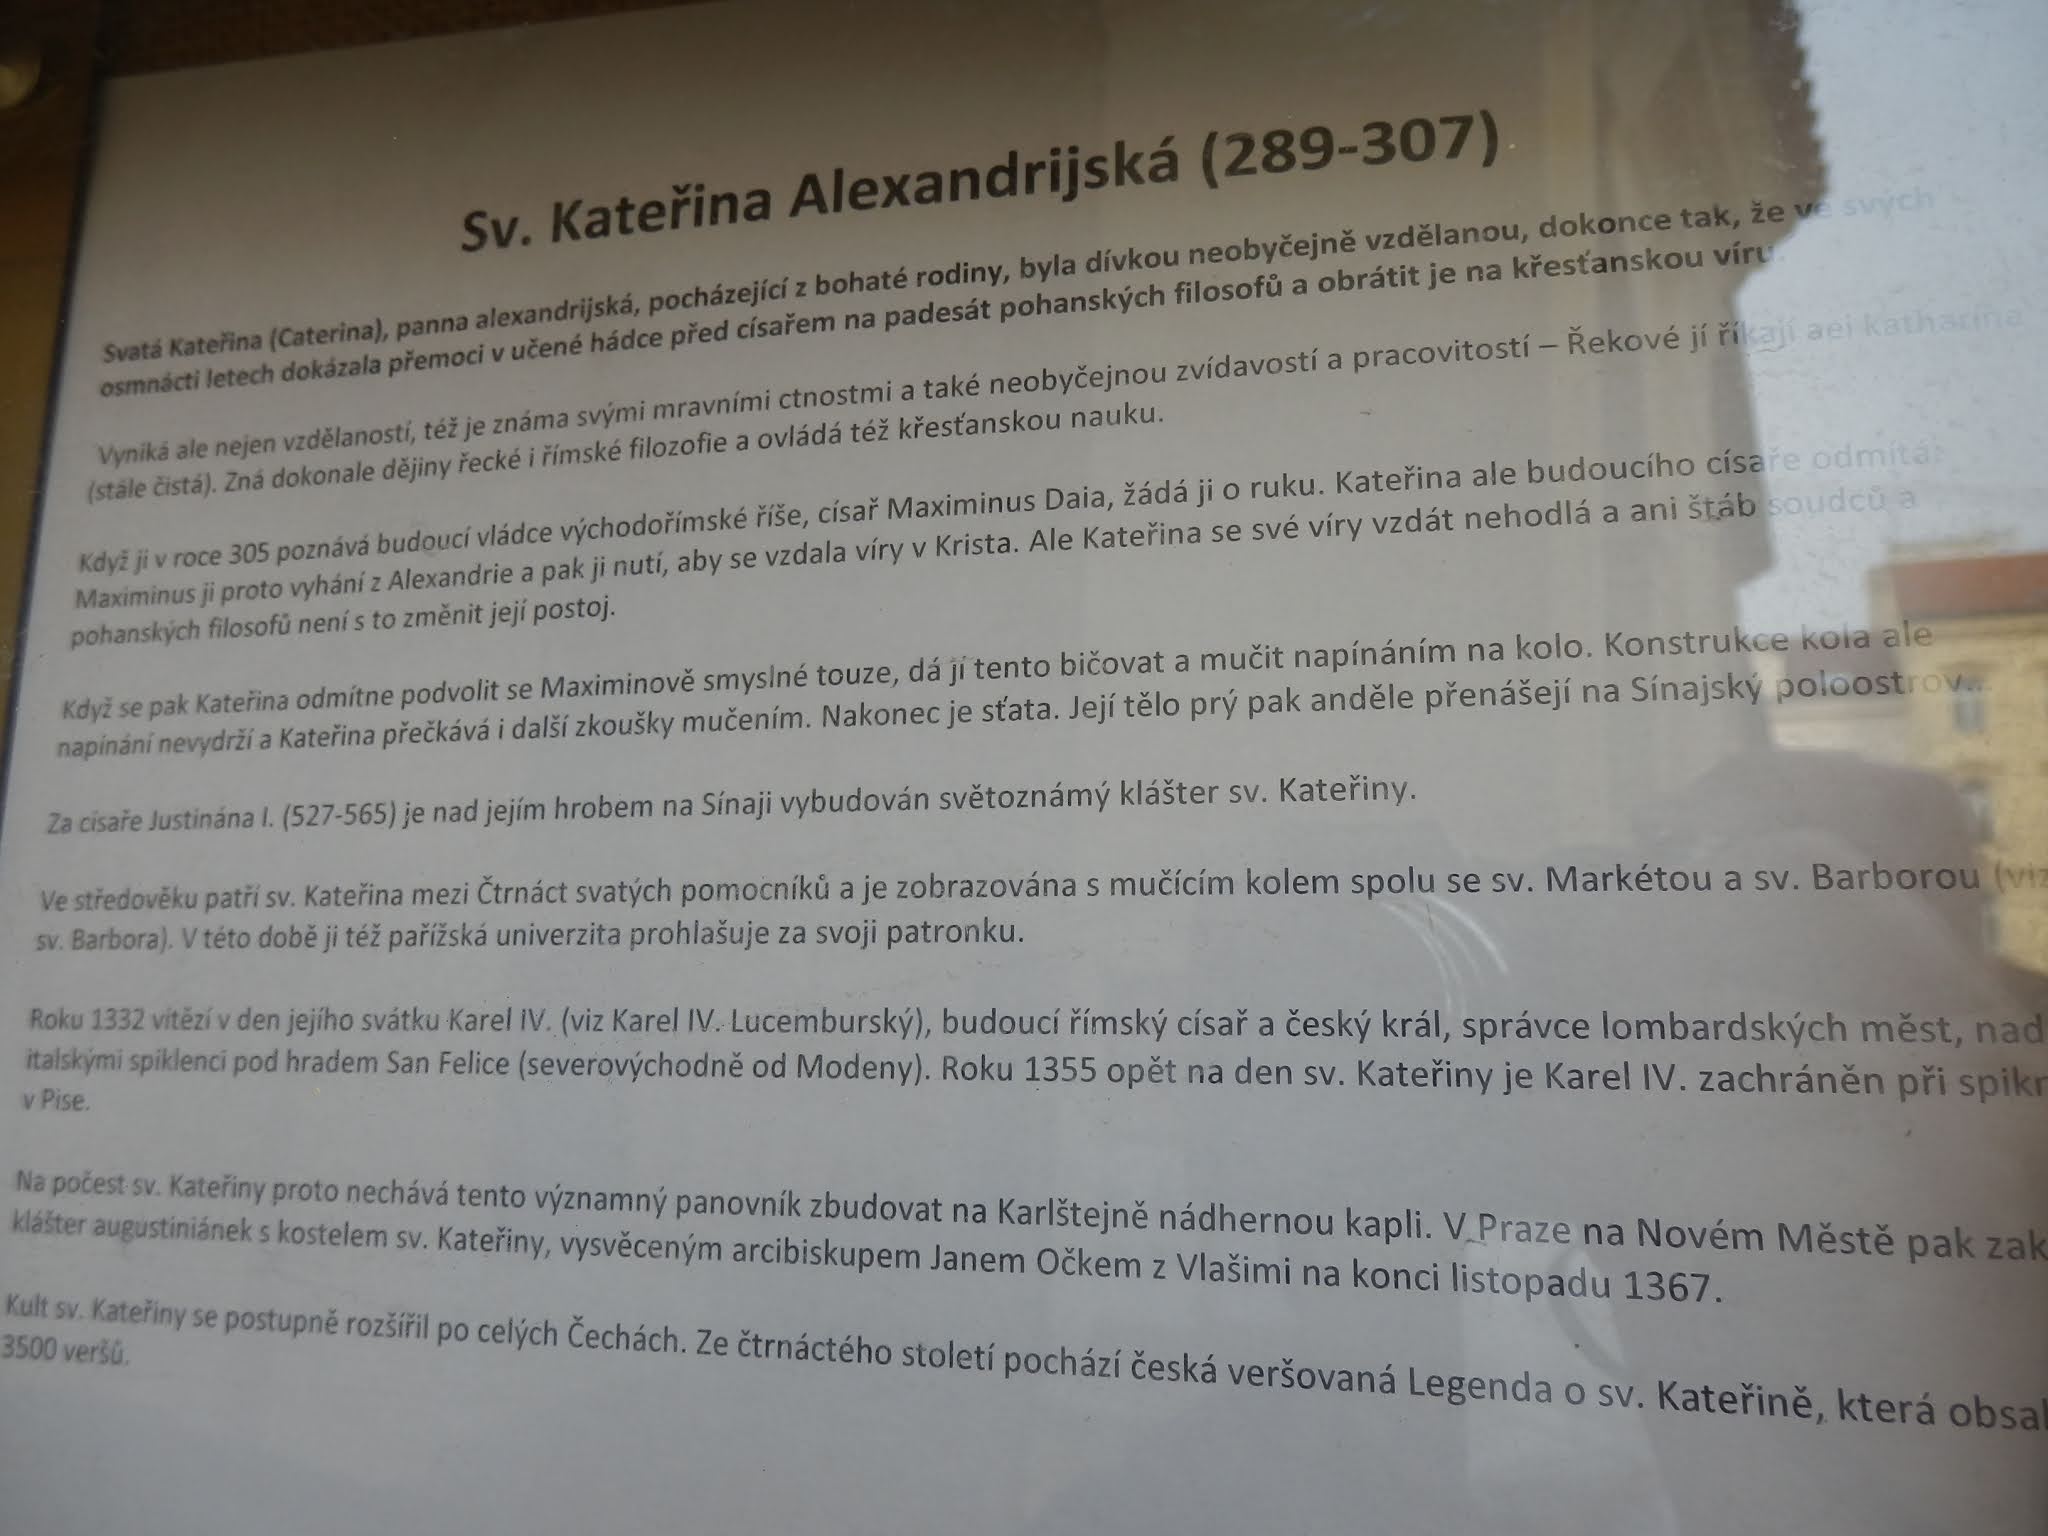 Sv. Kateřina Alexandrijská (289-307)
Svatá Kateřina (Caterina), panna alexandrijská, pocházející z bohaté rodiny, byla dívkou neobyčejně vzdělanou, dokonce tak, že ve svých
osmnácti letech dokázala přemoci v učené hádce před císařem na padesát pohanských filosofů a obrátit je na křesťanskou víru.
Vyniká ale nejen vzdělaností, též je známa svými mravními ctnostmi a také neobyčejnou zvídavostí a pracovitostí – Řekové jí říkají aei katharina
(stále čistá). Zná dokonale dějiny řecké i římské filozofie a ovládá též křesťanskou nauku.
Když ji v roce 305 poznává budoucí vládce východořímské říše, císař Maximinus Daia, žádá ji o ruku. Kateřina ale budoucího císaře odmítá:
Maximinus ji proto vyhání z Alexandrie a pak ji nutí, aby se vzdala víry v Krista. Ale Kateřina se své víry vzdát nehodlá a ani štáb soudců a
pohanských filosofů není s to změnit její postoj.
Když se pak Kateřina odmítne podvolit se Maximinově smyslné touze, dá jí tento bičovat a mučit napínáním na kolo. Konstrukce kola ale
napínání nevydrží a Kateřina přečkává i další zkoušky mučením. Nakonec je sťata. Její tělo prý pak anděle přenášejí na Sínajský poloostrov...
Za císaře Justinána I. (527-565) je nad jejím hrobem na Sínaji vybudován světoznámý klášter sv. Kateřiny.
Ve středověku patří sv. Kateřina mezi Čtrnáct svatých pomocníků a je zobrazována s mučícím kolem spolu se sv. Markétou a sv. Barborou (viz
sv. Barbora). V této době ji též pařížská univerzita prohlašuje za svoji patronku.
Roku 1332 vítězí v den jejího svátku Karel IV. (viz Karel IV. Lucemburský), budoucí římský císař a český král, správce lombardských měst, nad
italskými spiklenci pod hradem San Felice (severovýchodně od Modeny). Roku 1355 opět na den sv. Kateřiny je Karel IV. zachráněn při
v Pise.
Na počest sv. Kateřiny proto nechává tento významný panovník zbudovat na Karlštejně nádhernou kapli. V Praze na Novém Městě pak
klášter augustiniánek s kostelem sv. Kateřiny, vysvěceným arcibiskupem Janem Očkem z Vlašimi na konci listopadu 1367.
Kult sv. Kateřiny se postupně rozšířil po celých Čechách. Ze čtrnáctého století pochází česká veršovaná Legenda o sv. Kateřině, která
3500 veršů.